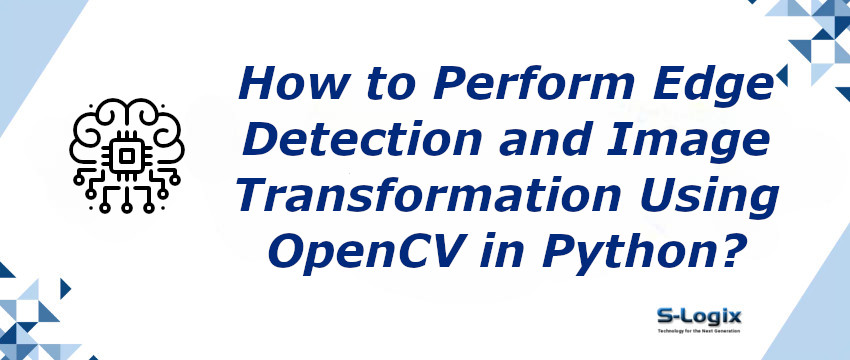 How to Perform Edge
Detection and Image
Transformation Using
OpenCV in Python?
S-Logix
Technology for the Next Generation